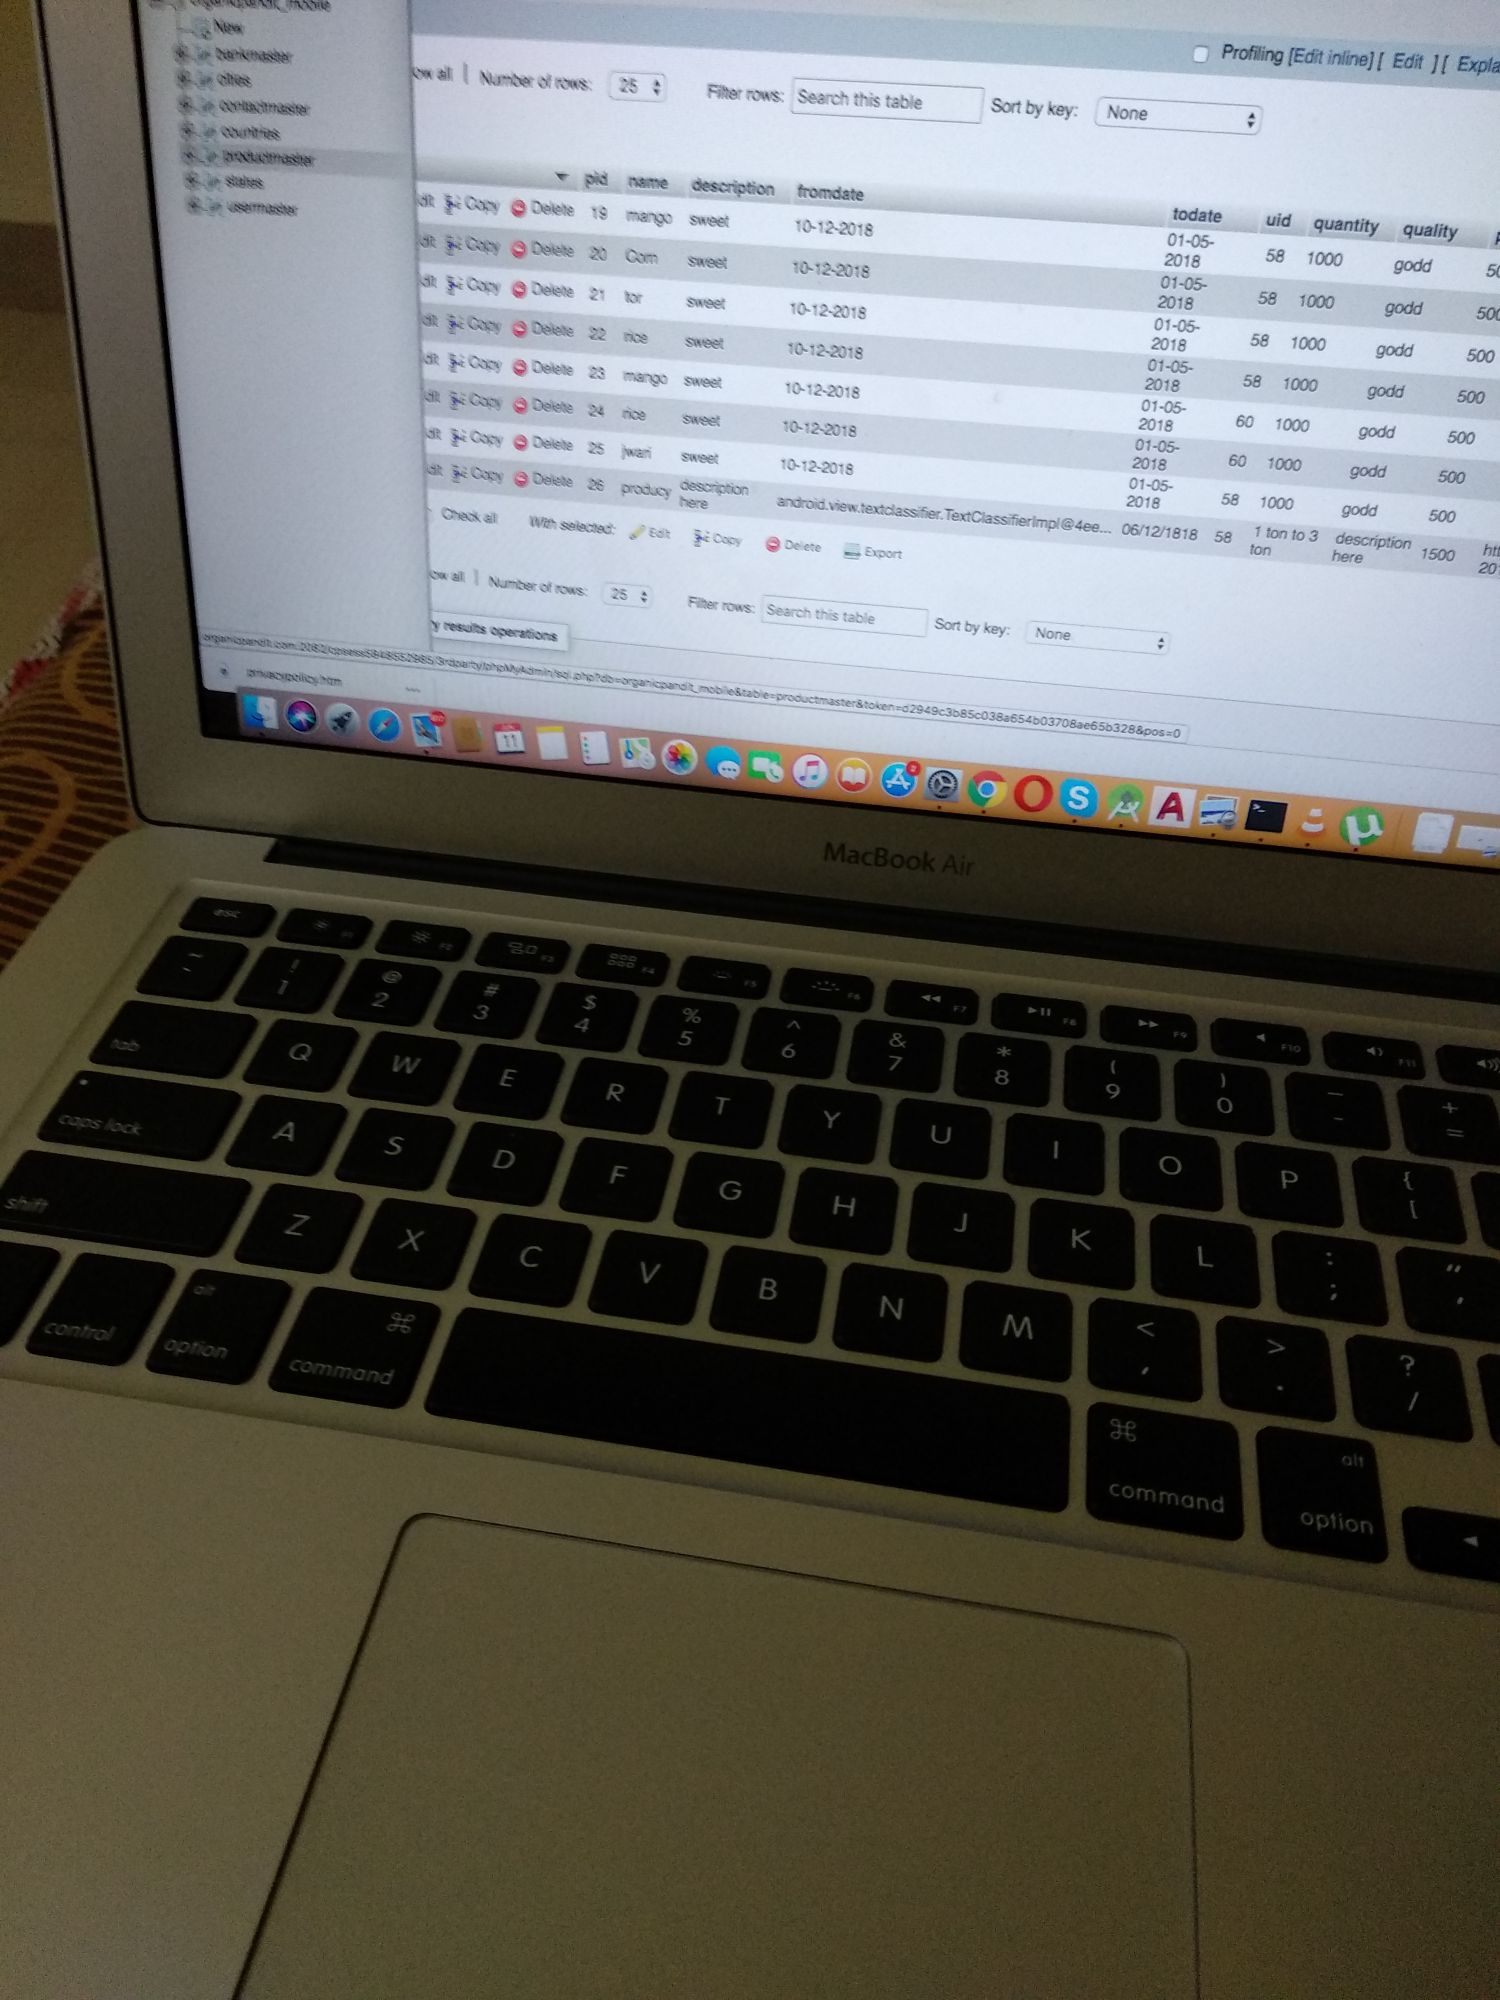 organicpandit_mobile
New
bankmaster
cities
contactmaster
countries
productmaster
states
usermaster
Profiling [Edit inline] [ Edit ] [ Expla
ow all | Number of rows: 25 Filter rows: Search this table Sort by key: None
pid name description fromdate todate uid quantity quality
dit Copy Delete 19 mango sweet 10-12-2018 01-05-2018 58 1000 godd 50
dit Copy Delete 20 Corn sweet 10-12-2018 01-05-2018 58 1000 godd 500
dit Copy Delete 21 tor sweet 10-12-2018 01-05-2018 58 1000 godd 500
dit Copy Delete 22 rice sweet 10-12-2018 01-05-2018 58 1000 godd 500
dit Copy Delete 23 mango sweet 10-12-2018 01-05-2018 60 1000 godd 500
dit Copy Delete 24 rice sweet 10-12-2018 01-05-2018 60 1000 godd 500
dit Copy Delete 25 jwari sweet 10-12-2018 01-05-2018 58 1000 godd 500
dit Copy Delete 26 producy description here android.view.textclassifier.TextClassifierImpl@4ee... 06/12/1818 58 1 ton to 3 ton description here 1500 htt 20
Check all With selected: Edit Copy Delete Export
ow all | Number of rows: 25 Filter rows: Search this table Sort by key: None
y results operations
organicpandit.com:2082/cpsess5848552985/3rdparty/phpMyAdmin/sql.php?db=organicpandit_mobile&table=productmaster&token=d2949c3b85c038a654b03708ae65b328&pos=0
privacypolicy.htm
11
MacBook Air
esc F1 F2 F3 F4 F5 F6 F7 F8 F9 F10 F11
~ ! 1 @ 2 # 3 $ 4 % 5 ^ 6 & 7 * 8 ( 9 ) 0 _ - + =
tab Q W E R T Y U I O P { [
caps lock A S D F G H J K L : ; " '
shift Z X C V B N M < , > . ? /
control alt option ⌘ command ⌘ command alt option